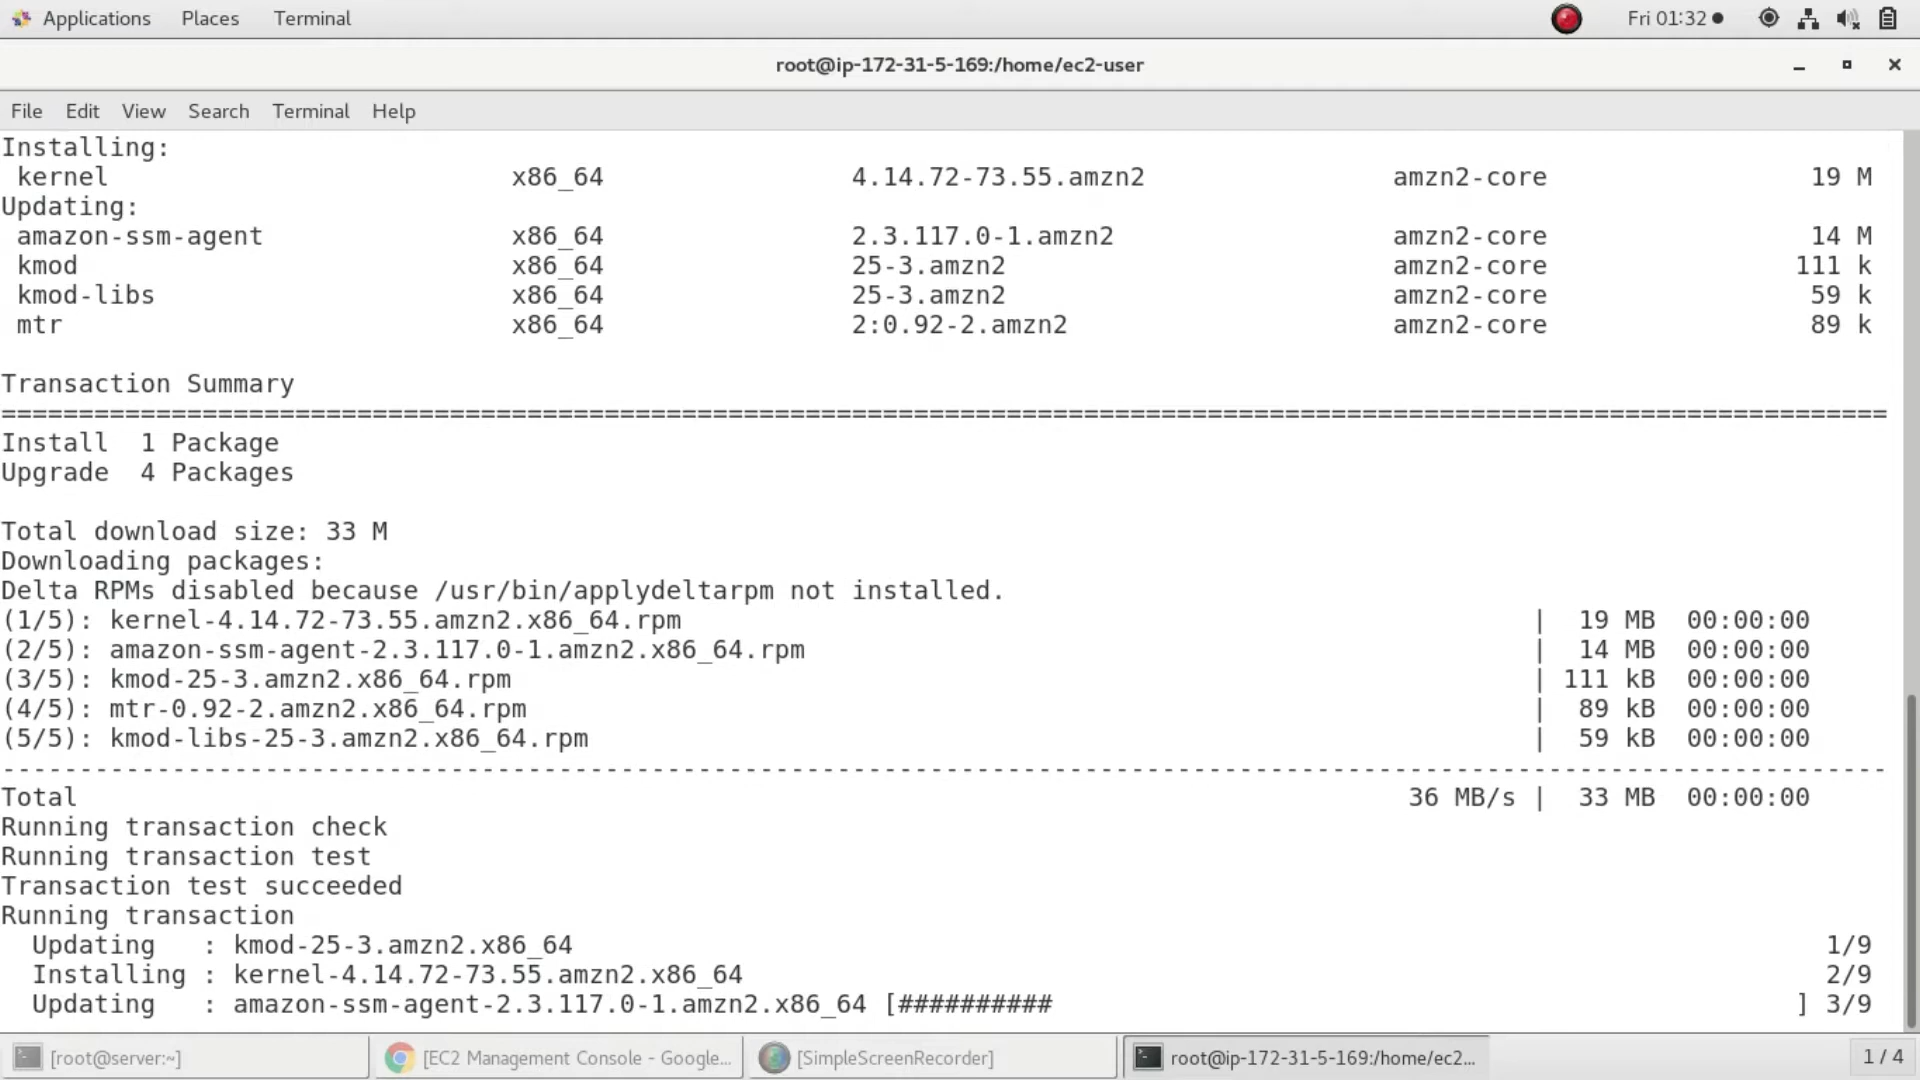 Applications Places Terminal Fri 01:32
root@ip-172-31-5-169:/home/ec2-user
File Edit View Search Terminal Help
Installing:
kernel x86_64 4.14.72-73.55.amzn2 amzn2-core 19 M
Updating:
amazon-ssm-agent x86_64 2.3.117.0-1.amzn2 amzn2-core 14 M
kmod x86_64 25-3.amzn2 amzn2-core 111 k
kmod-libs x86_64 25-3.amzn2 amzn2-core 59 k
mtr x86_64 2:0.92-2.amzn2 amzn2-core 89 k
Transaction Summary
==========================================================================================================================
Install 1 Package
Upgrade 4 Packages
Total download size: 33 M
Downloading packages:
Delta RPMs disabled because /usr/bin/applydeltarpm not installed.
(1/5): kernel-4.14.72-73.55.amzn2.x86_64.rpm | 19 MB 00:00:00
(2/5): amazon-ssm-agent-2.3.117.0-1.amzn2.x86_64.rpm | 14 MB 00:00:00
(3/5): kmod-25-3.amzn2.x86_64.rpm | 111 kB 00:00:00
(4/5): mtr-0.92-2.amzn2.x86_64.rpm | 89 kB 00:00:00
(5/5): kmod-libs-25-3.amzn2.x86_64.rpm | 59 kB 00:00:00
--------------------------------------------------------------------------------------------------------------------------
Total 36 MB/s | 33 MB 00:00:00
Running transaction check
Running transaction test
Transaction test succeeded
Running transaction
Updating : kmod-25-3.amzn2.x86_64 1/9
Installing : kernel-4.14.72-73.55.amzn2.x86_64 2/9
Updating : amazon-ssm-agent-2.3.117.0-1.amzn2.x86_64 [########## ] 3/9
[root@server:~] [EC2 Management Console - Google... [SimpleScreenRecorder] root@ip-172-31-5-169:/home/ec2... 1 / 4